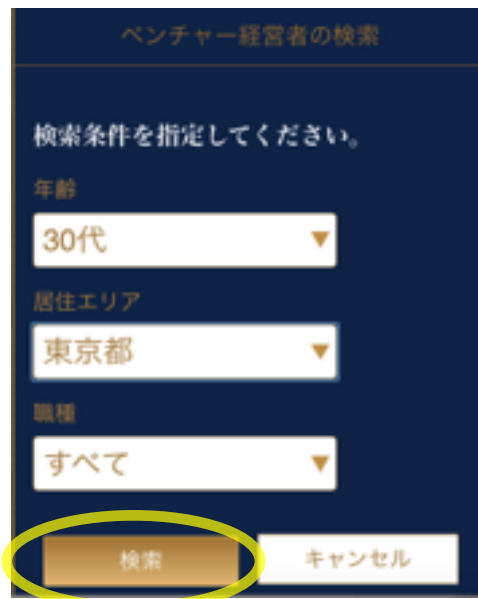 ベンチャー経営者の検索
検索条件を指定してください。
年齢
30代
居住エリア
東京都
職種
すべて
検索
キャンセル